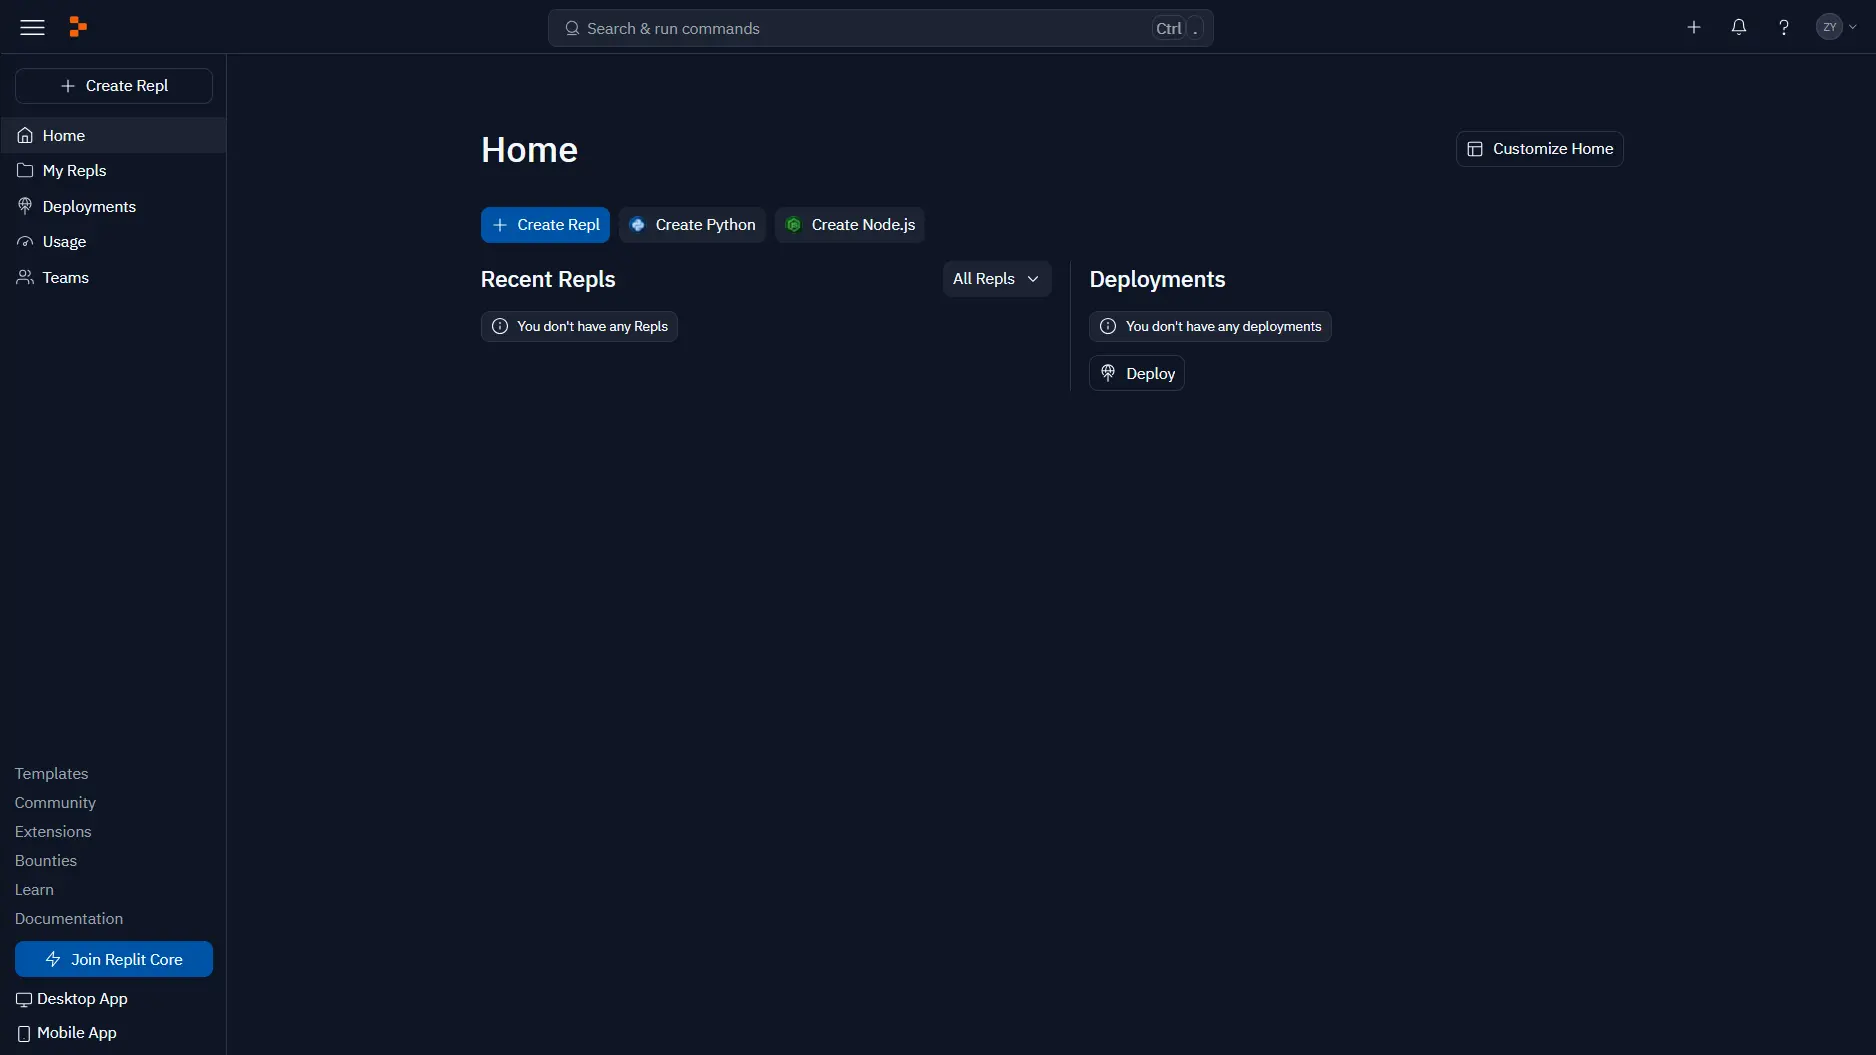 Search & run commands
Ctrl .
ZY
Create Repl
Home
My Repls
Deployments
Usage
Teams
Home
Customize Home
Create Repl
Create Python
Create Node.js
Recent Repls
All Repls
You don't have any Repls
Deployments
You don't have any deployments
Deploy
Templates
Community
Extensions
Bounties
Learn
Documentation
Join Replit Core
Desktop App
Mobile App